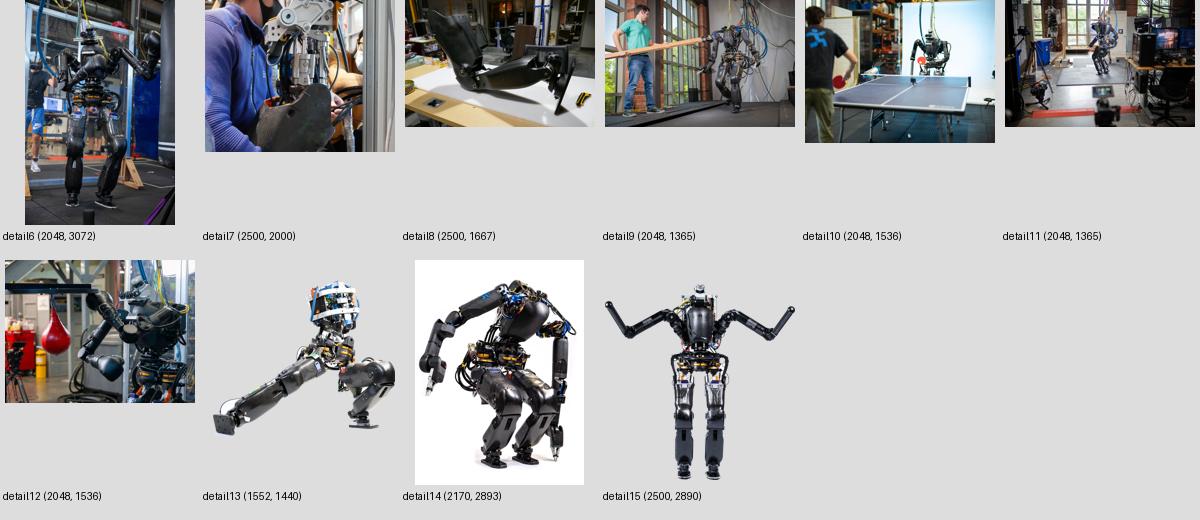 detail6 (2048, 3072)
detail7 (2500, 2000)
detail8 (2500, 1667)
detail9 (2048, 1365)
detail10 (2048, 1536)
detail11 (2048, 1365)
detail12 (2048, 1536)
detail13 (1552, 1440)
detail14 (2170, 2893)
detail15 (2500, 2890)